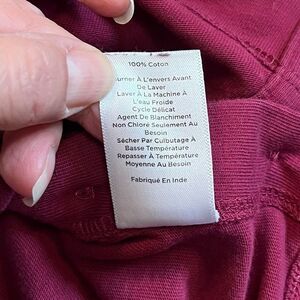 100% Coton
Tourner À L'envers Avant
De Laver
Laver À La Machine À
L'eau Froide
Cycle Délicat
Agent De Blanchiment
Non Chloré Seulement Au
Besoin
Sécher Par Culbutage À
Basse Température
Repasser À Température
Moyenne Au Besoin
Fabriqué En Inde